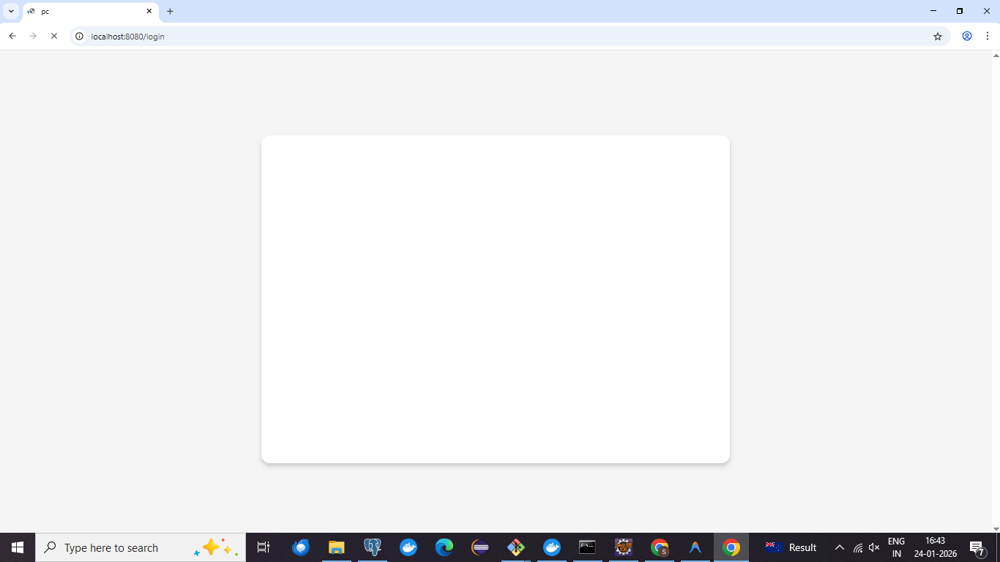 pc
localhost:8080/login
Type here to search
S
Result
ENG
IN
16:43
24-01-2026
7